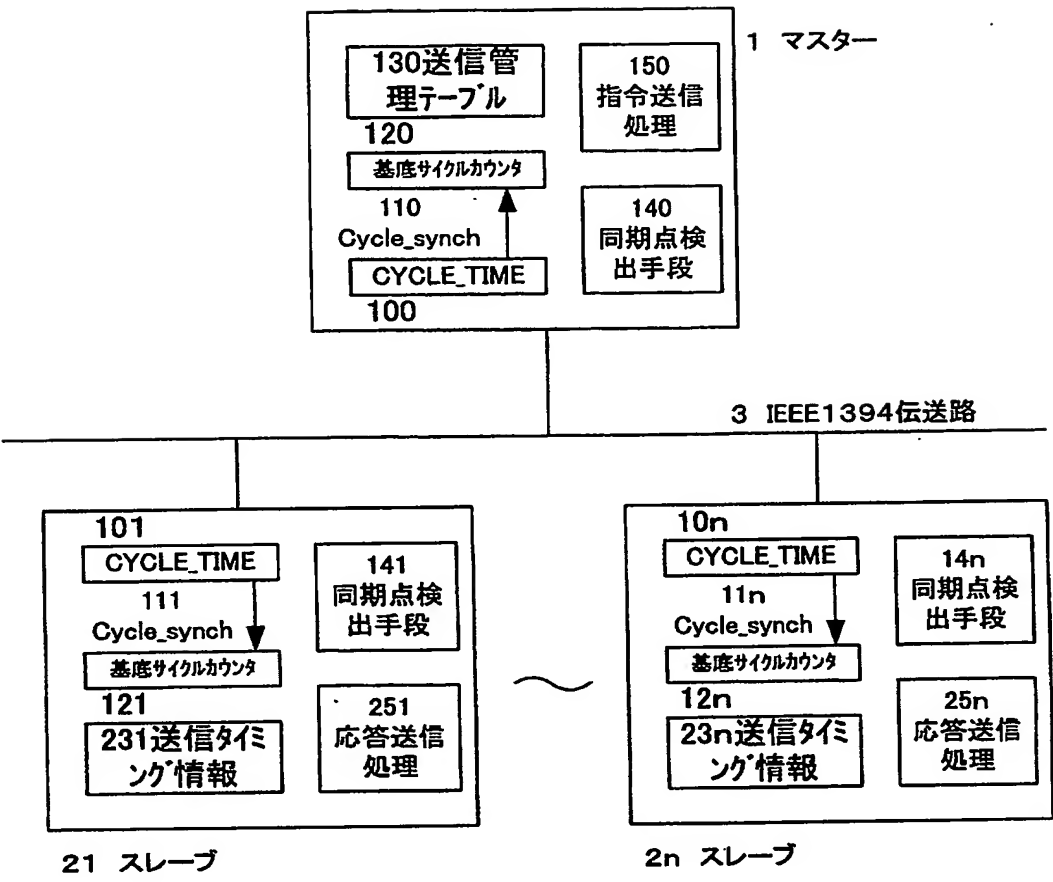 1 マスター
130送信管
理テーブル
150
指令送信
処理
120
基底サイクルカウンタ
110
Cycle_synch
140
同期点検
出手段
CYCLE_TIME
100
3 IEEE1394伝送路
101
CYCLE_TIME
141
同期点検
出手段
111
Cycle_synch
基底サイクルカウンタ
121
231送信タイミ
ング情報
251
応答送信
処理
21 スレーブ
10n
CYCLE_TIME
14n
同期点検
出手段
11n
Cycle_synch
基底サイクルカウンタ
12n
23n送信タイミ
ング情報
25n
応答送信
処理
2n スレーブ